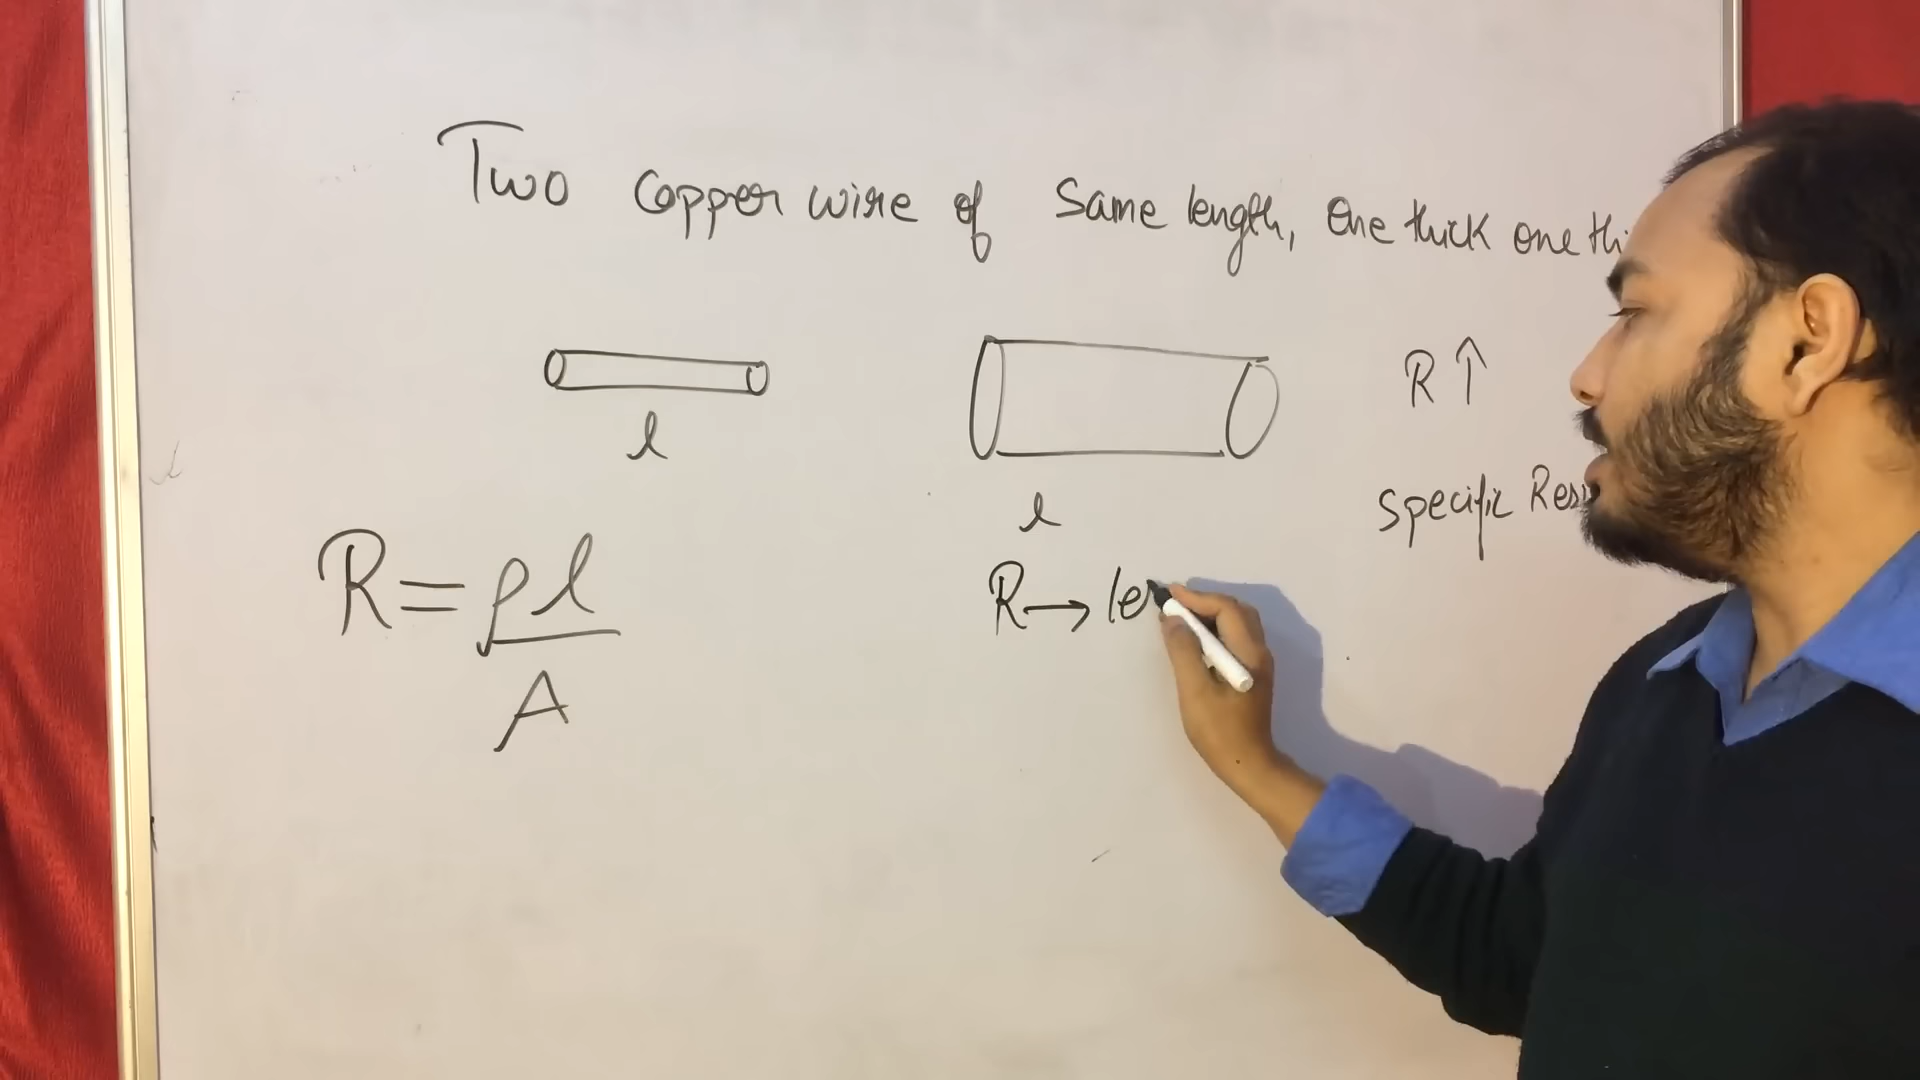 Two Copper wire of Same length, One thick one thi
l
R ↑
l
Specific Res
R = ρl / A
R → le